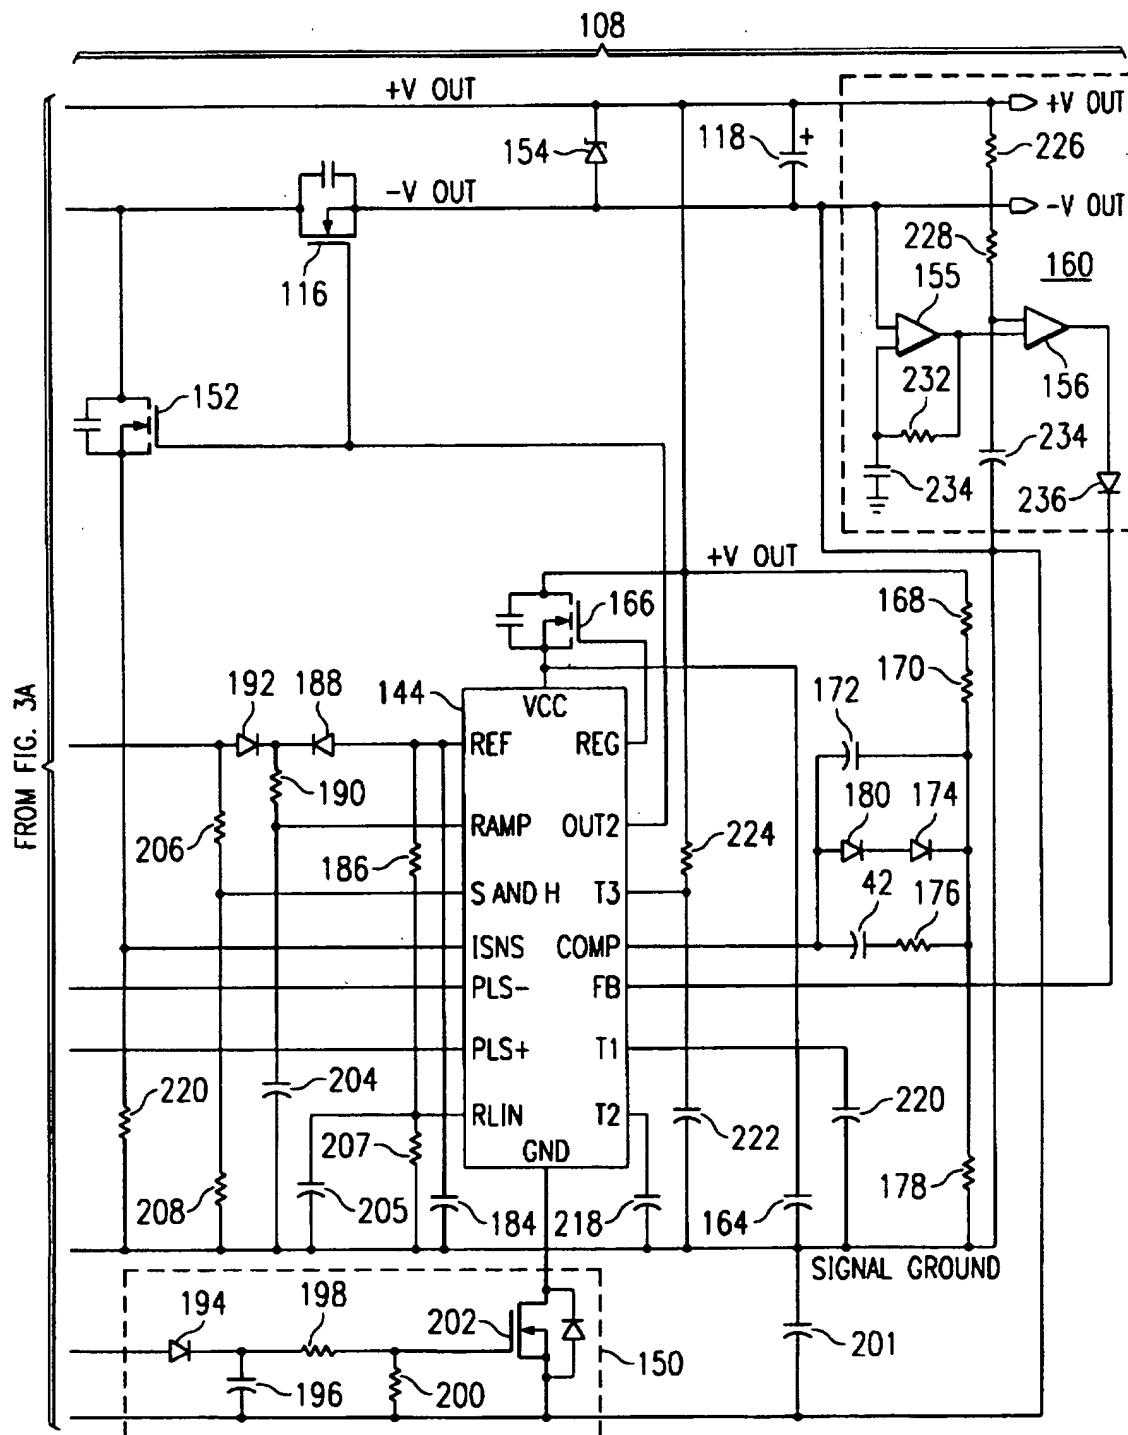 108
+V OUT
+V OUT
154
118
+
226
-V OUT
-V OUT
228
160
155
116
156
152
232
234
234
236
+V OUT
166
168
170
192
188
144
VCC
172
REF
REG
190
180
174
206
RAMP
OUT2
186
224
S AND H
T3
42
176
ISNS
COMP
PLS-
FB
PLS+
T1
220
204
220
RLIN
T2
222
207
GND
208
205
184
218
164
178
SIGNAL GROUND
194
198
202
150
201
196
200
FROM FIG. 3A